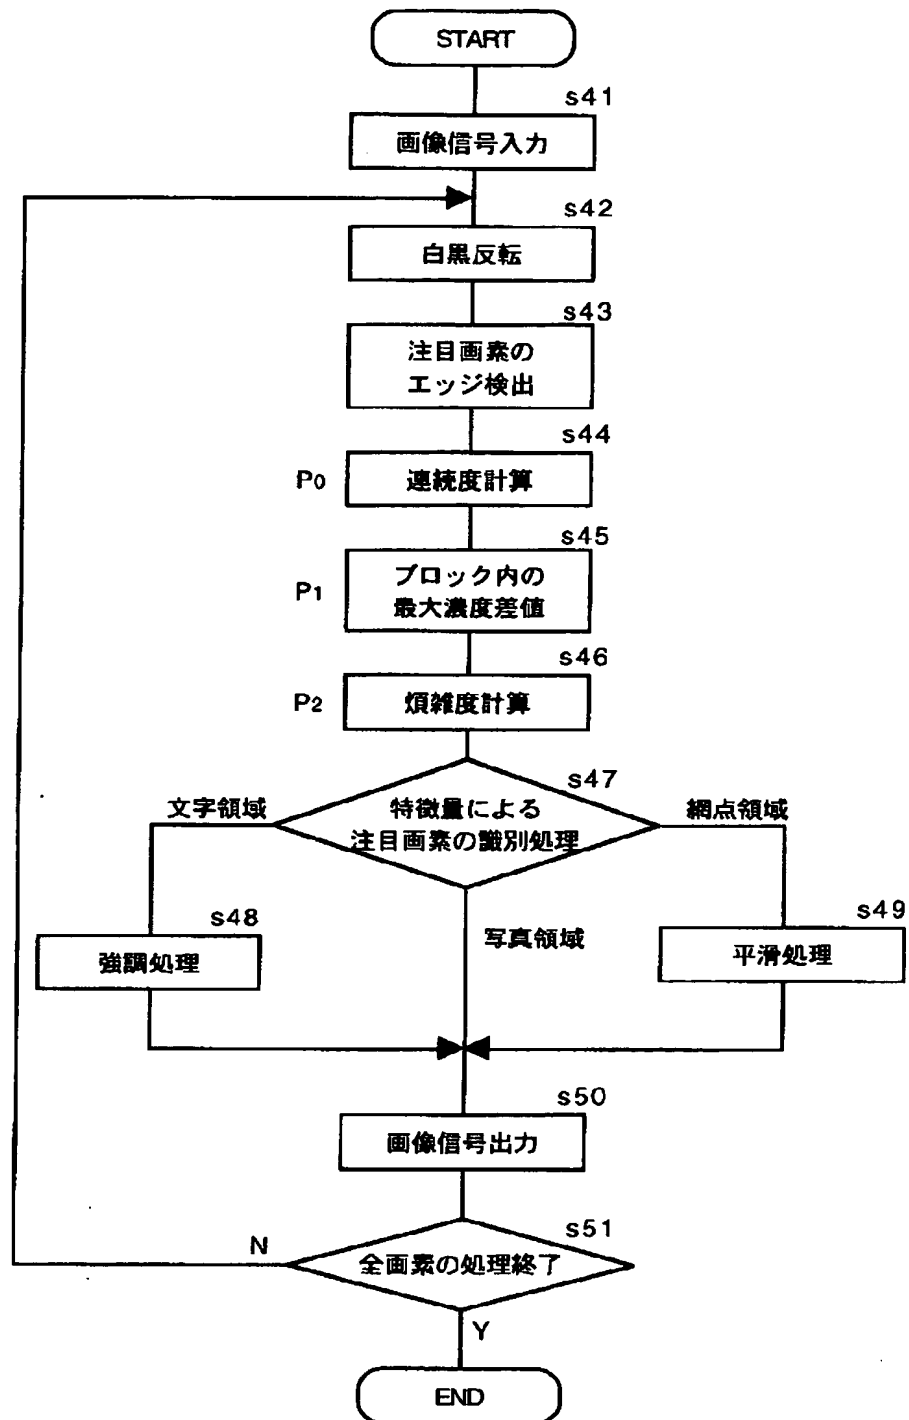 START
s41
画像信号入力
s42
白黒反転
s43
注目画素の
エッジ検出
s44
P0
連続度計算
s45
P1
ブロック内の
最大濃度差値
s46
P2
煩雑度計算
s47
文字領域
特徴量による
注目画素の識別処理
網点領域
s48
強調処理
写真領域
s49
平滑処理
s50
画像信号出力
s51
N
全画素の処理終了
Y
END